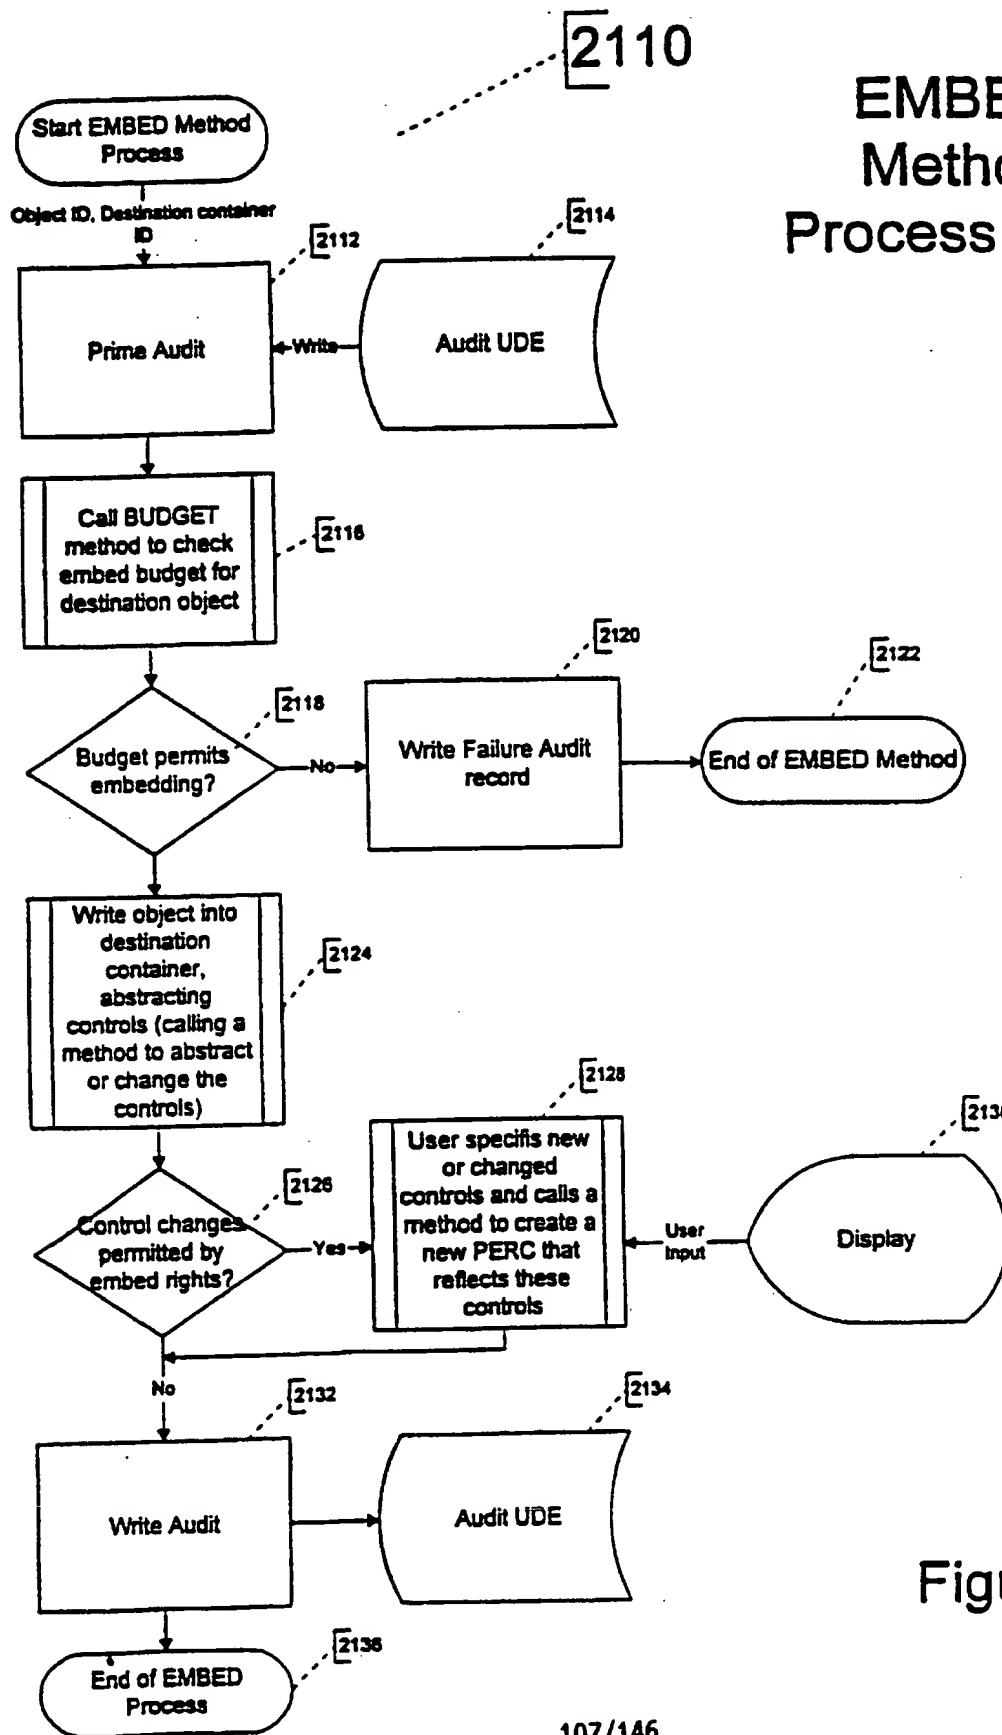 2110
EMBE
Metho
Process
Start EMBED Method
Process
Object ID, Destination container
ID
2112
2114
Prime Audit
Write
Audit UDE
Call BUDGET
method to check
embed budget for
destination object
2116
2118
Budget permits
embedding?
No
2120
Write Failure Audit
record
2122
End of EMBED Method
Write object into
destination
container,
abstracting
controls (calling a
method to abstract
or change the
controls)
2124
2126
Control changes
permitted by
embed rights?
Yes
2128
User specifis new
or changed
controls and calls a
method to create a
new PERC that
reflects these
controls
User
Input
213
Display
No
2132
Write Audit
2134
Audit UDE
Figu
2136
End of EMBED
Process
107/146